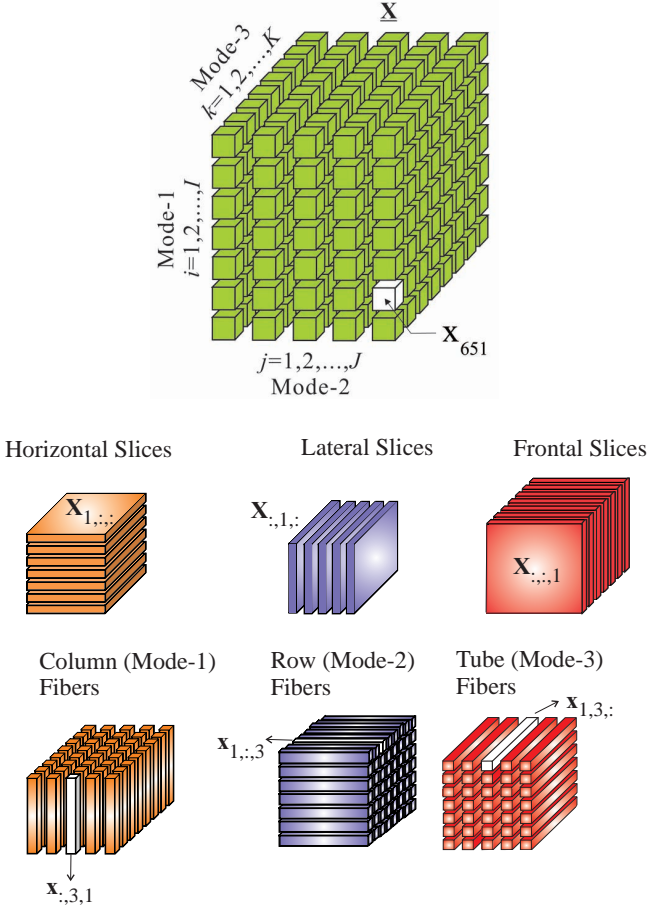 X
Mode-3
k=1,2,...,K
Mode-1
i=1,2,...,I
X651
j=1,2,...,J
Mode-2
Horizontal Slices
Lateral Slices
Frontal Slices
X1,:,:
X:,1,:
X:,:,1
Column (Mode-1)
Fibers
Row (Mode-2)
Fibers
Tube (Mode-3)
Fibers
x1,3,:
x1,:,3
x:,3,1